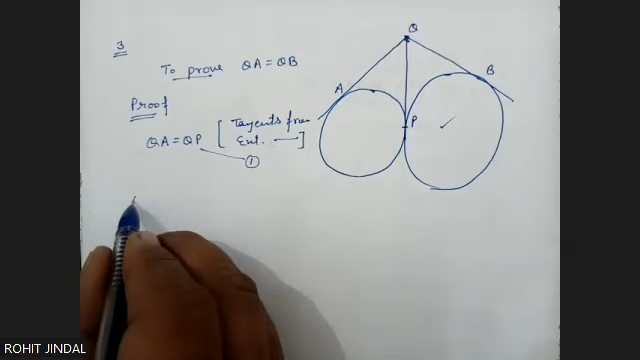 3
To prove QA = QB
Proof
QA = QP [ Tangents from
Ext. — ]
①
Q
A
B
P
ROHIT JINDAL